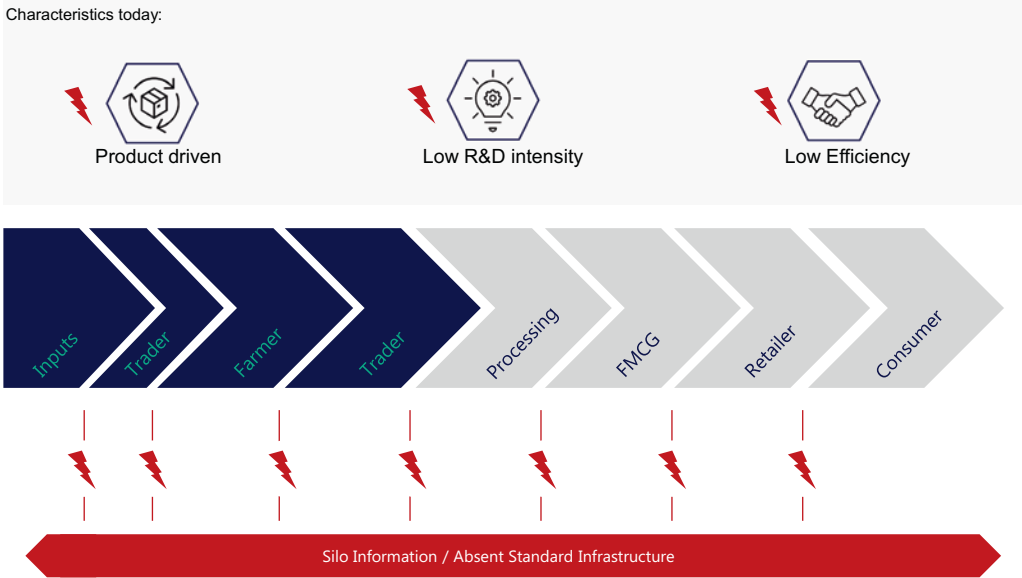 Characteristics today:
Product driven
Low R&D intensity
Low Efficiency
Inputs
Trader
Farmer
Trader
Processing
FMCG
Retailer
Consumer
Silo Information / Absent Standard Infrastructure